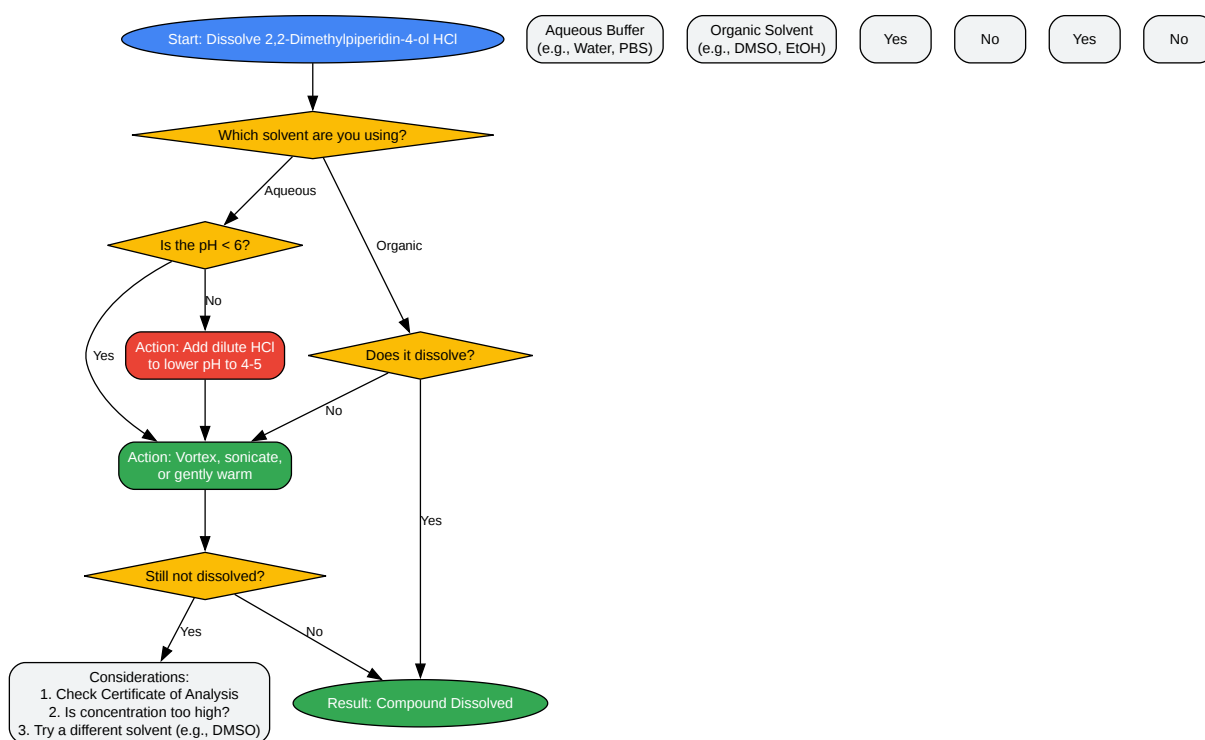 Start: Dissolve 2,2-Dimethylpiperidin-4-ol HCl
Aqueous Buffer
(e.g., Water, PBS)
Organic Solvent
(e.g., DMSO, EtOH)
Yes
No
Yes
No
Which solvent are you using?
Aqueous
Organic
Is the pH < 6?
No
Yes
Action: Add dilute HCl
to lower pH to 4-5
Does it dissolve?
No
Action: Vortex, sonicate,
or gently warm
Yes
Still not dissolved?
Yes
No
Considerations:
1. Check Certificate of Analysis
2. Is concentration too high?
3. Try a different solvent (e.g., DMSO)
Result: Compound Dissolved